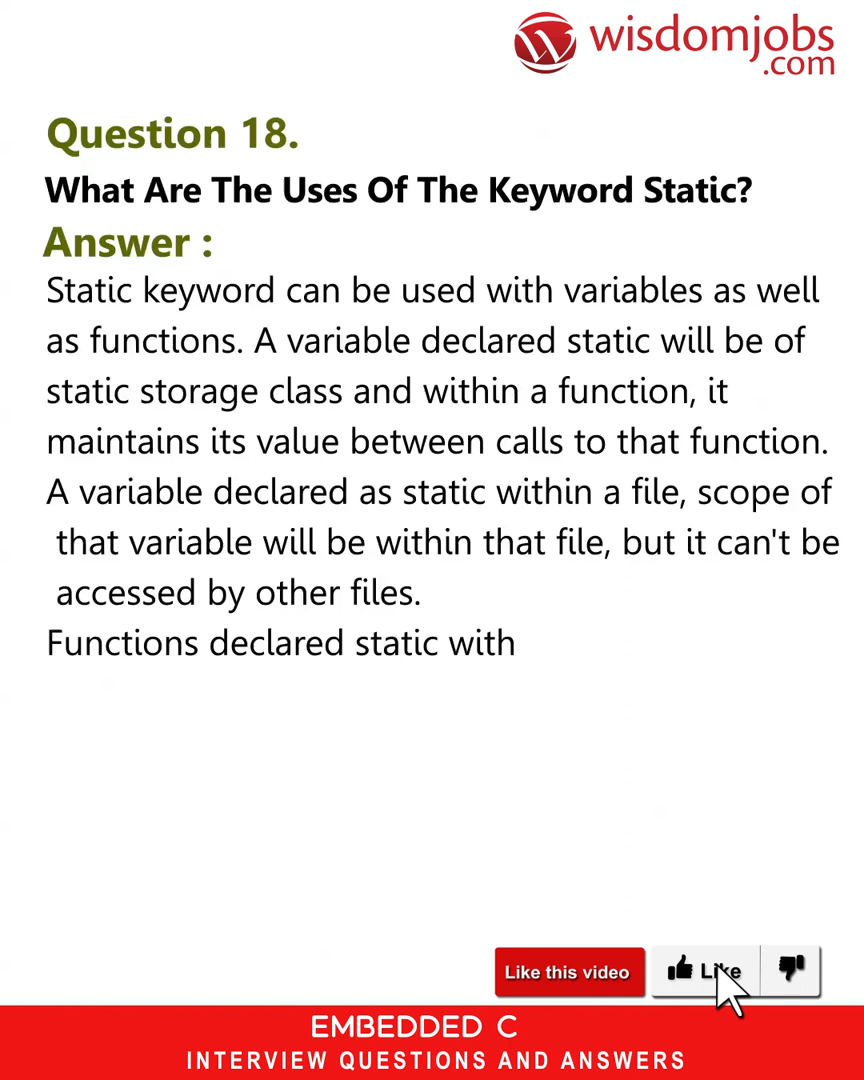 wisdomjobs
.com
Question 18.
What Are The Uses Of The Keyword Static?
Answer :
Static keyword can be used with variables as well
as functions. A variable declared static will be of
static storage class and within a function, it
maintains its value between calls to that function.
A variable declared as static within a file, scope of
that variable will be within that file, but it can't be
accessed by other files.
Functions declared static with
Like this video
Like
EMBEDDED C
INTERVIEW QUESTIONS AND ANSWERS